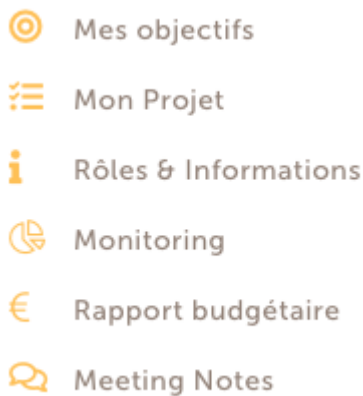 Mes objectifs
Mon Projet
Rôles & Informations
Monitoring
€ Rapport budgétaire
Meeting Notes